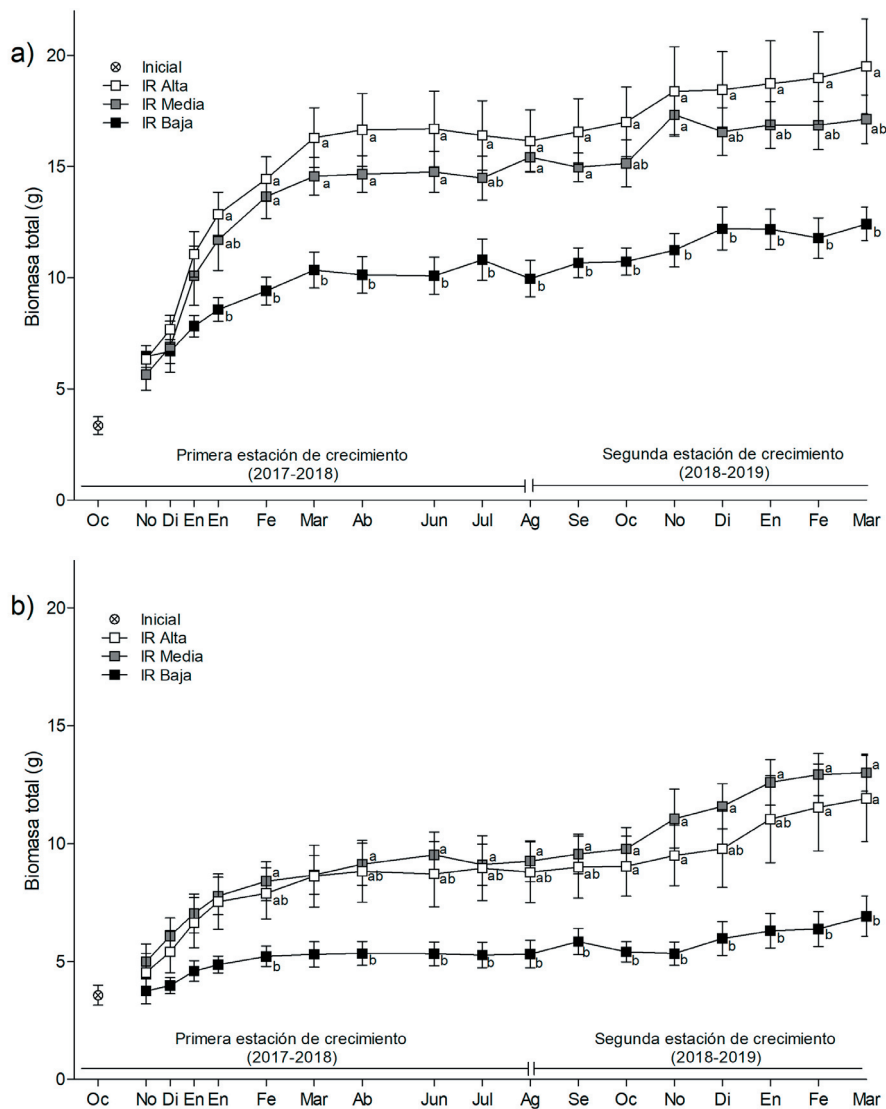 a)
Biomasa total (g)
20
15
10
5
0
Inicial
IR Alta
IR Media
IR Baja
a a a a a a a a a a a a a a
ab a a a a ab a a ab a ab ab ab ab
b b b b b b b b b b b b b b
Primera estación de crecimiento
(2017-2018)
Segunda estación de crecimiento
(2018-2019)
Oc No Di En En Fe Mar Ab Jun Jul Ag Se Oc No Di En Fe Mar
b)
Biomasa total (g)
20
15
10
5
0
Inicial
IR Alta
IR Media
IR Baja
a a a a a a a a a a a a
ab ab ab ab ab ab ab a ab ab a a
b b b b b b b b b b b b
Primera estación de crecimiento
(2017-2018)
Segunda estación de crecimiento
(2018-2019)
Oc No Di En En Fe Mar Ab Jun Jul Ag Se Oc No Di En Fe Mar